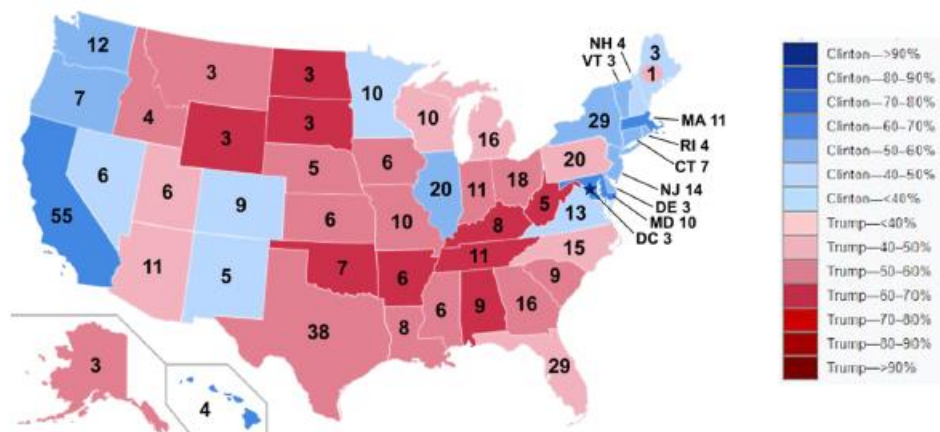 12
3
3
10
NH 4
VT 3
3
1
7
4
3
3
10
16
29
MA 11
RI 4
CT 7
6
5
6
20
11
18
20
NJ 14
DE 3
MD 10
DC 3
55
6
9
6
10
8
5
13
11
5
7
6
11
15
9
38
8
6
9
16
29
3
4
Clinton—>90%
Clinton—80–90%
Clinton—70–80%
Clinton—60–70%
Clinton—50–60%
Clinton—40–50%
Clinton—<40%
Trump—<40%
Trump—40–50%
Trump—50–60%
Trump—60–70%
Trump—70–80%
Trump—80–90%
Trump—>90%